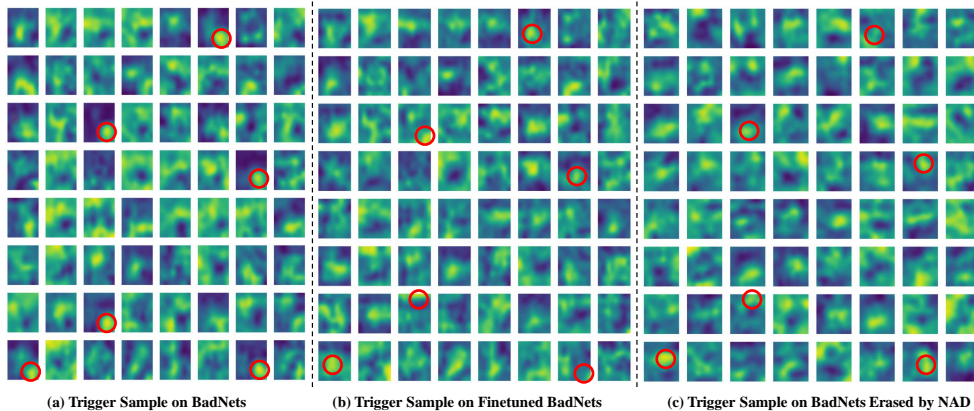 (a) Trigger Sample on BadNets
(b) Trigger Sample on Finetuned BadNets
(c) Trigger Sample on BadNets Erased by NAD